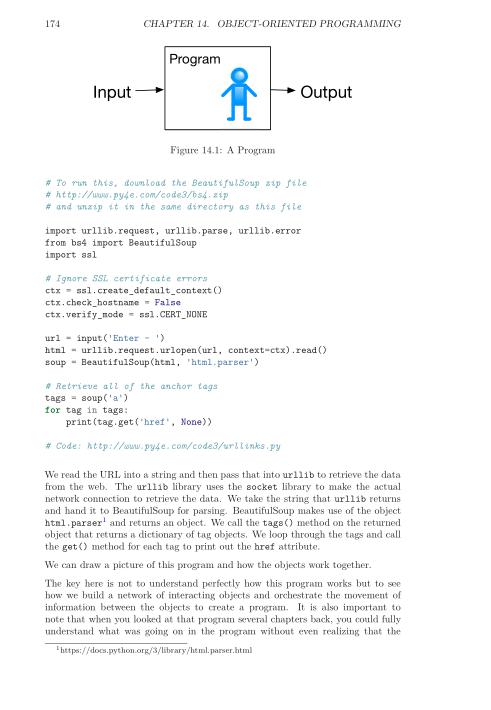 174 CHAPTER 14. OBJECT-ORIENTED PROGRAMMING
Program
Input
Output
Figure 14.1: A Program
# To run this, download the BeautifulSoup zip file
# http://www.py4e.com/code3/bs4.zip
# and unzip it in the same directory as this file
import urllib.request, urllib.parse, urllib.error
from bs4 import BeautifulSoup
import ssl
# Ignore SSL certificate errors
ctx = ssl.create_default_context()
ctx.check_hostname = False
ctx.verify_mode = ssl.CERT_NONE
url = input('Enter - ')
html = urllib.request.urlopen(url, context=ctx).read()
soup = BeautifulSoup(html, 'html.parser')
# Retrieve all of the anchor tags
tags = soup('a')
for tag in tags:
    print(tag.get('href', None))
# Code: http://www.py4e.com/code3/urllinks.py
We read the URL into a string and then pass that into urllib to retrieve the data
from the web. The urllib library uses the socket library to make the actual
network connection to retrieve the data. We take the string that urllib returns
and hand it to BeautifulSoup for parsing. BeautifulSoup makes use of the object
html.parser1 and returns an object. We call the tags() method on the returned
object that returns a dictionary of tag objects. We loop through the tags and call
the get() method for each tag to print out the href attribute.
We can draw a picture of this program and how the objects work together.
The key here is not to understand perfectly how this program works but to see
how we build a network of interacting objects and orchestrate the movement of
information between the objects to create a program. It is also important to
note that when you looked at that program several chapters back, you could fully
understand what was going on in the program without even realizing that the
1https://docs.python.org/3/library/html.parser.html